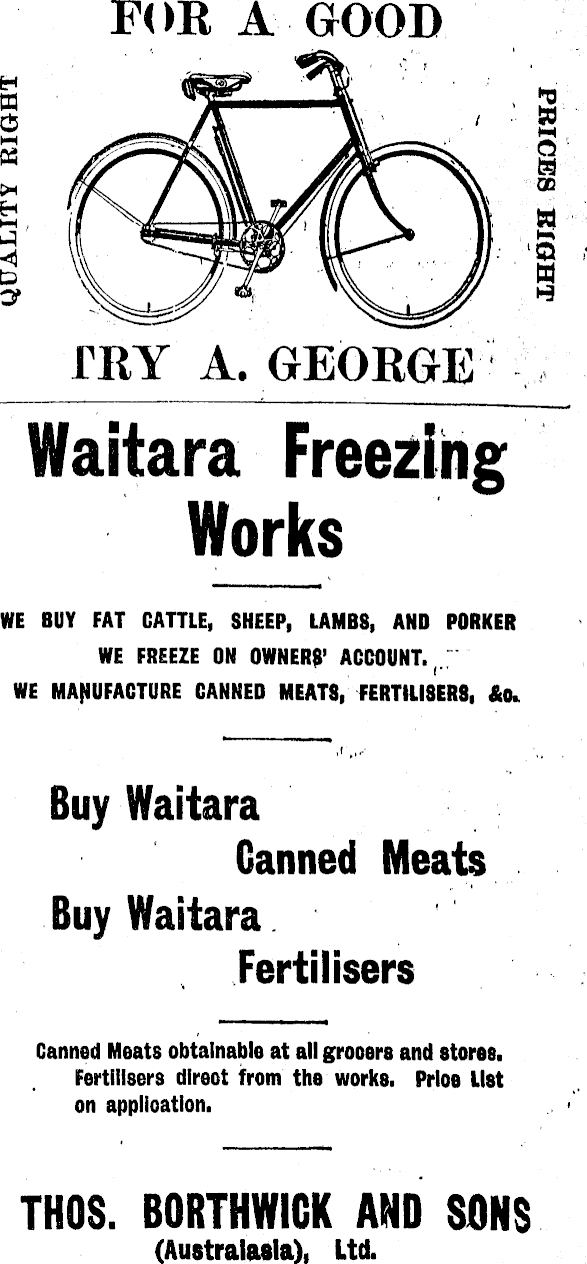 FOR A GOOD
QUALITY RIGHT
PRICES RIGHT
TRY A. GEORGE
Waitara Freezing
Works
WE BUY FAT CATTLE, SHEEP, LAMBS, AND PORKER
WE FREEZE ON OWNERS' ACCOUNT.
WE MANUFACTURE CANNED MEATS, FERTILISERS, &c.
Buy Waitara
Canned Meats
Buy Waitara
Fertilisers
Canned Meats obtainable at all grocers and stores.
Fertilisers direct from the works. Price List
on application.
THOS. BORTHWICK AND SONS
(Australasia), Ltd.